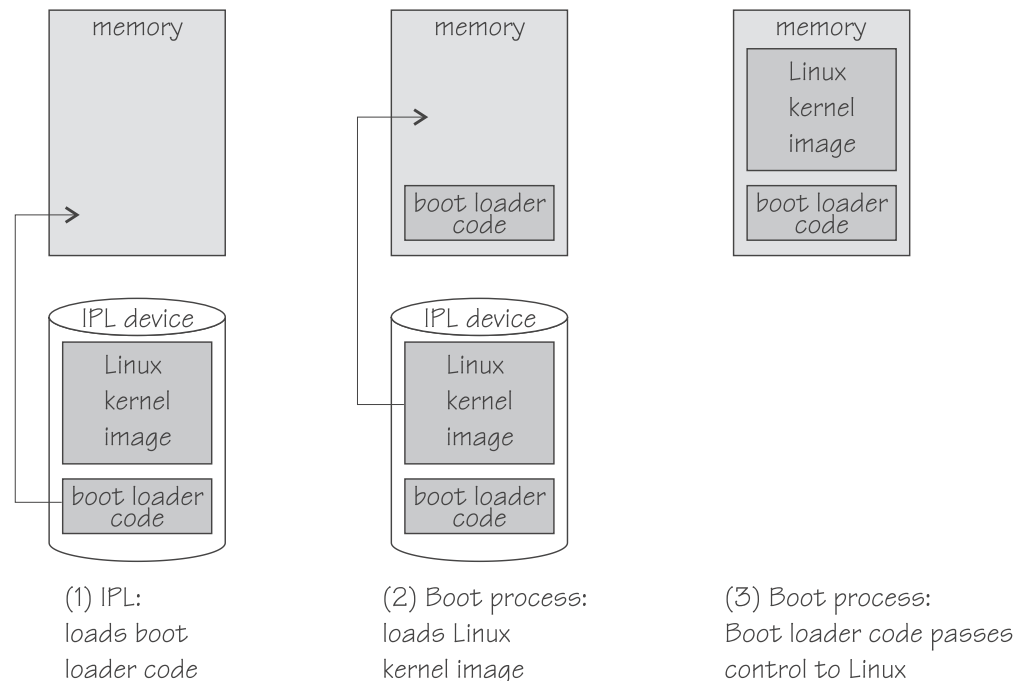 memory
IPL device
Linux
kernel
image
boot loader
code
(1) IPL:
loads boot
loader code
memory
boot loader
code
IPL device
Linux
kernel
image
boot loader
code
(2) Boot process:
loads Linux
kernel image
memory
Linux
kernel
image
boot loader
code
(3) Boot process:
Boot loader code passes
control to Linux